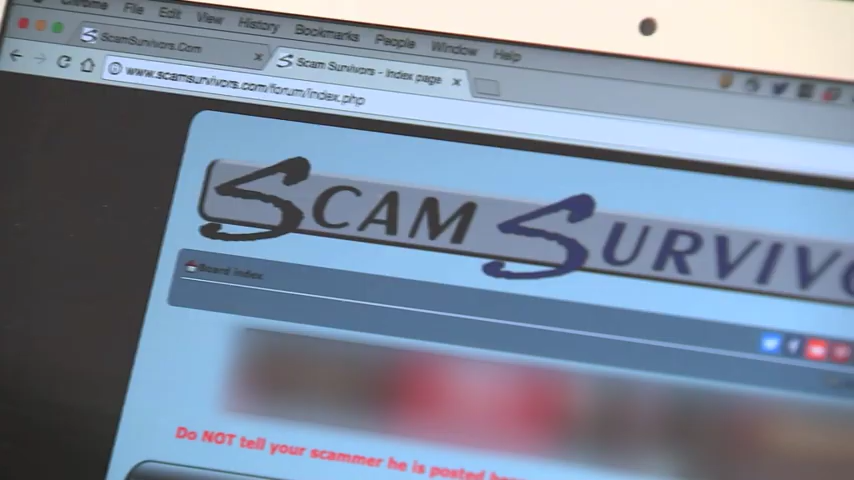 Chrome File Edit View History Bookmarks People Window Help
ScamSurvivors.Com
Scam Survivors - Index page
www.scamsurvivors.com/forum/index.php
SCAM SURVIVO
Board index
Do NOT tell your scammer he is posted here